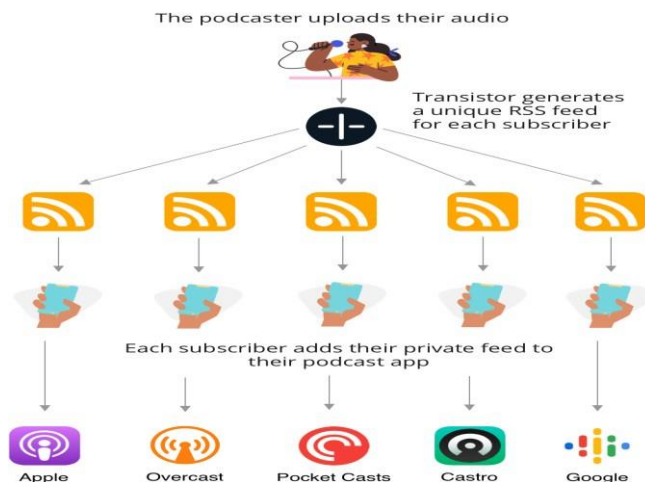 The podcaster uploads their audio
Transistor generates
a unique RSS feed
for each subscriber
Each subscriber adds their private feed to
their podcast app
Apple
Overcast
Pocket Casts
Castro
Google